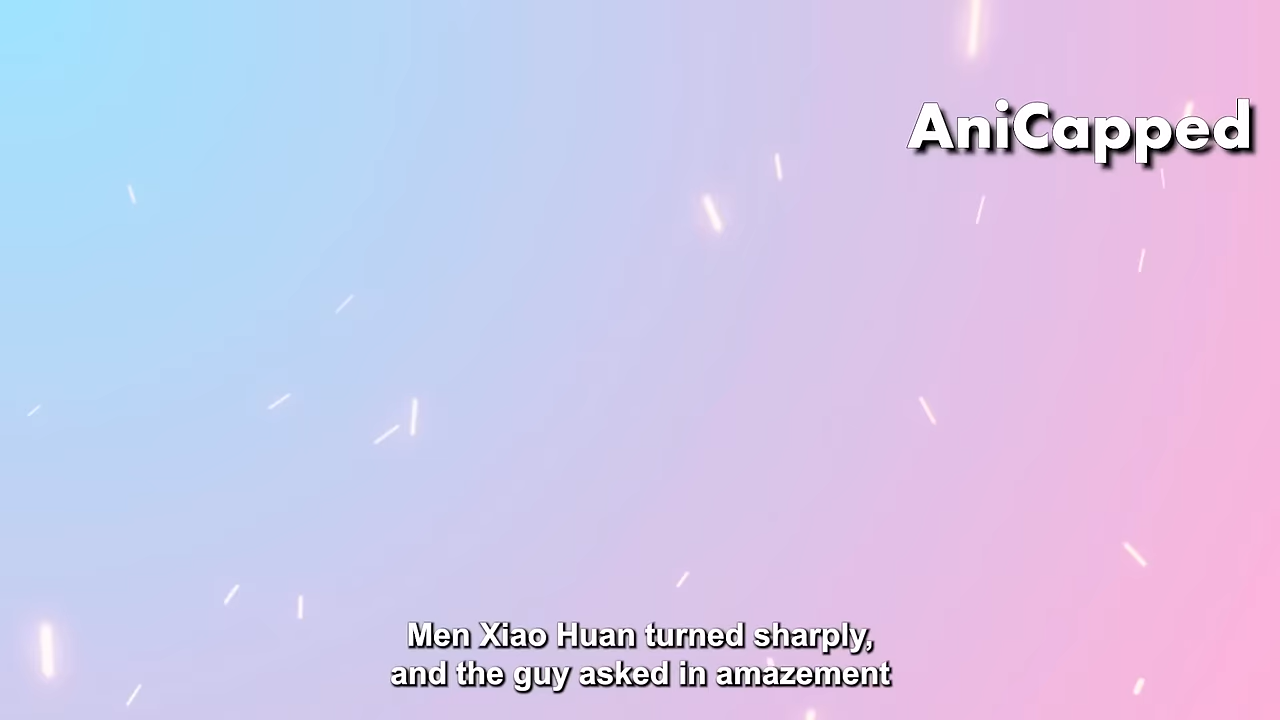 AniCapped
Men Xiao Huan turned sharply,
and the guy asked in amazement